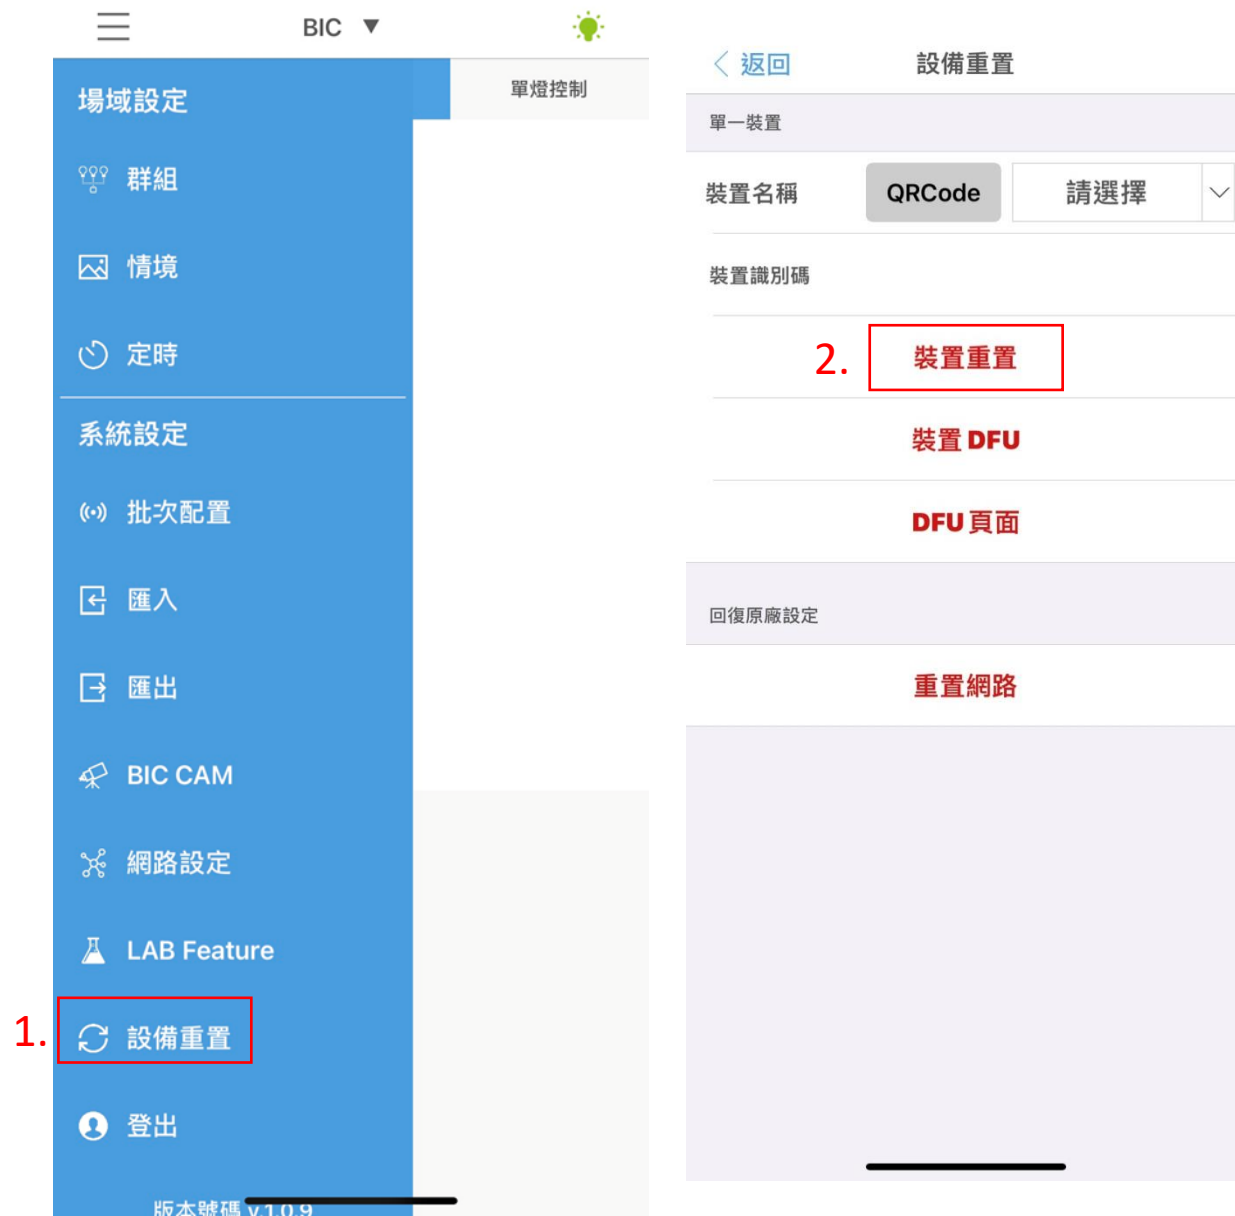 BIC ▼
單燈控制
場域設定
群組
情境
定時
系統設定
批次配置
匯入
匯出
BIC CAM
網路設定
LAB Feature
1. 設備重置
登出
版本號碼 v.1.0.9
返回 設備重置
單一裝置
裝置名稱 QRCode 請選擇
裝置識別碼
2. 裝置重置
裝置 DFU
DFU 頁面
回復原廠設定
重置網路